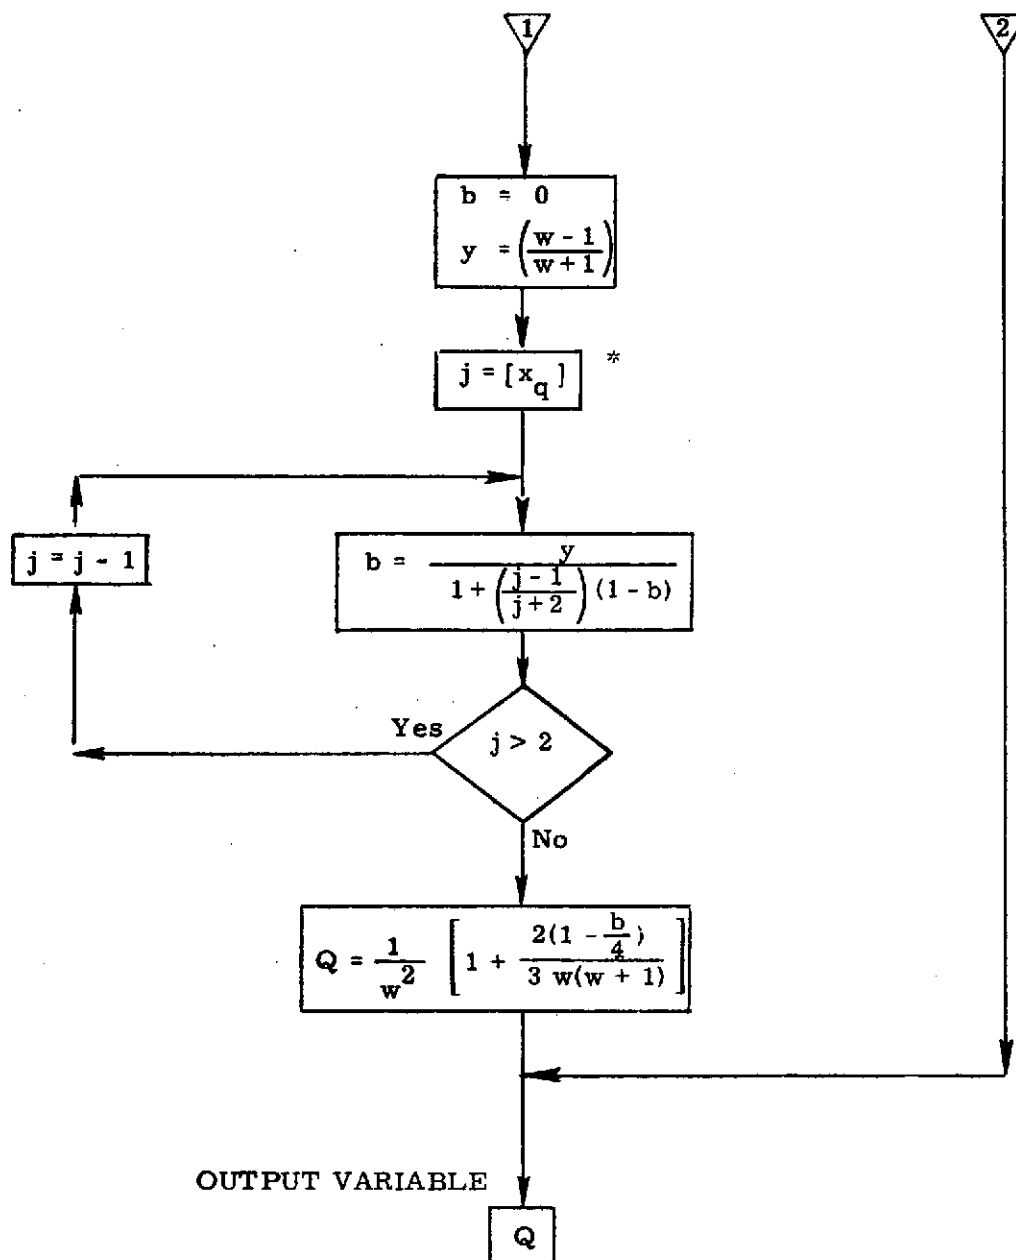 1 2
b = 0
y = ((w - 1)/(w + 1))
j = [x_q] *
j = j - 1
b = y/(1 + ((j - 1)/(j + 2)) (1 - b))
Yes
j > 2
No
Q = 1/w^2 [1 + 2(1 - b/4)/(3 w(w + 1))]
OUTPUT VARIABLE
Q